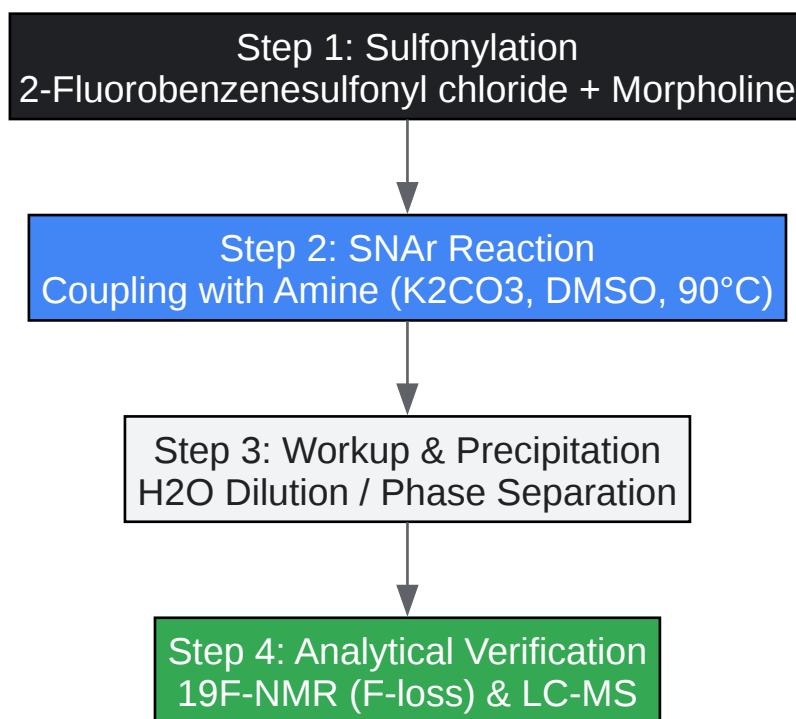 Step 1: Sulfonylation
2-Fluorobenzenesulfonyl chloride + Morpholine
Step 2: SNAr Reaction
Coupling with Amine (K2CO3, DMSO, 90°C)
Step 3: Workup & Precipitation
H2O Dilution / Phase Separation
Step 4: Analytical Verification
19F-NMR (F-loss) & LC-MS